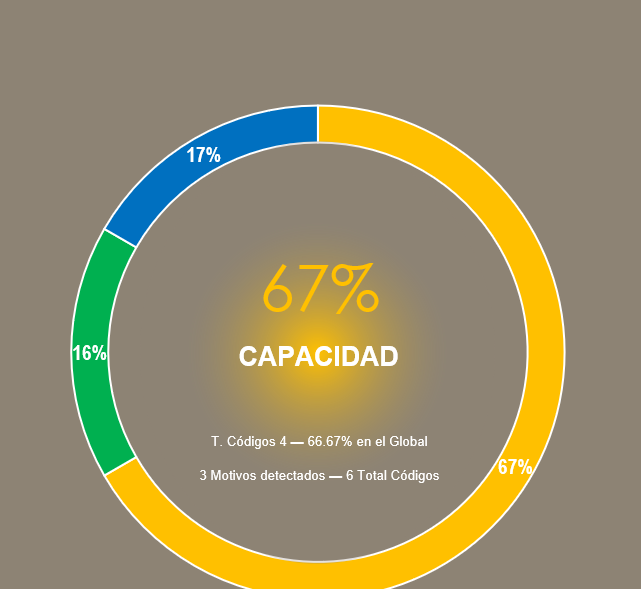 17%
67%
16%
CAPACIDAD
T. Códigos 4 — 66.67% en el Global
67%
3 Motivos detectados — 6 Total Códigos